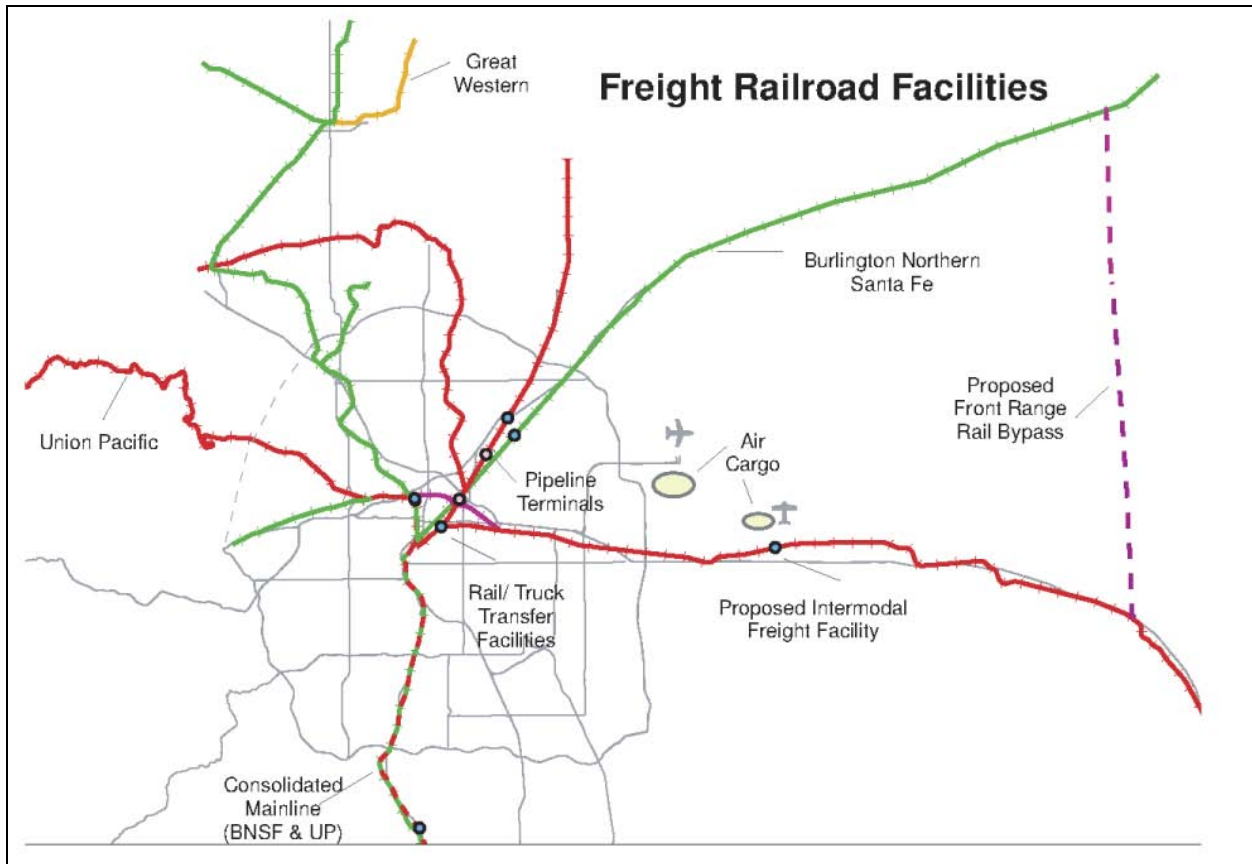 Great
Western
Freight Railroad Facilities
Burlington Northern
Santa Fe
Union Pacific
Proposed
Front Range
Rail Bypass
Air
Cargo
Pipeline
Terminals
Rail/ Truck
Transfer
Facilities
Proposed Intermodal
Freight Facility
Consolidated
Mainline
(BNSF & UP)